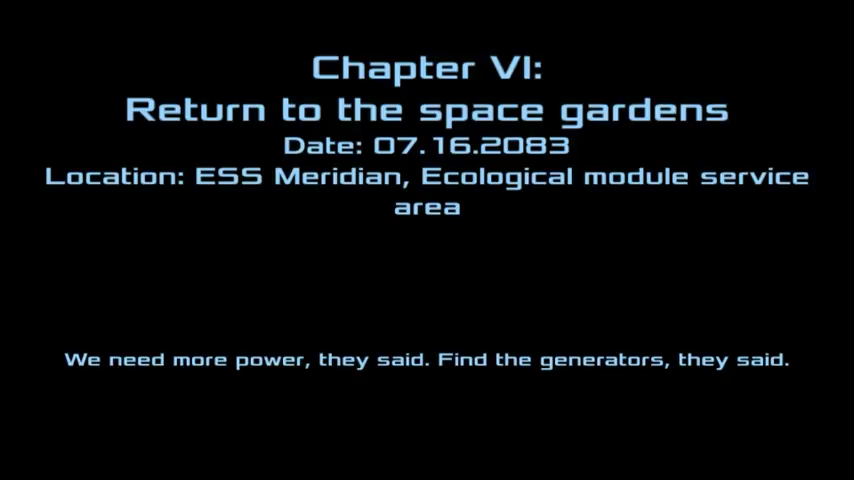 Chapter VI:
Return to the space gardens
Date: 07.16.2083
Location: ESS Meridian, Ecological module service
area
We need more power, they said. Find the generators, they said.